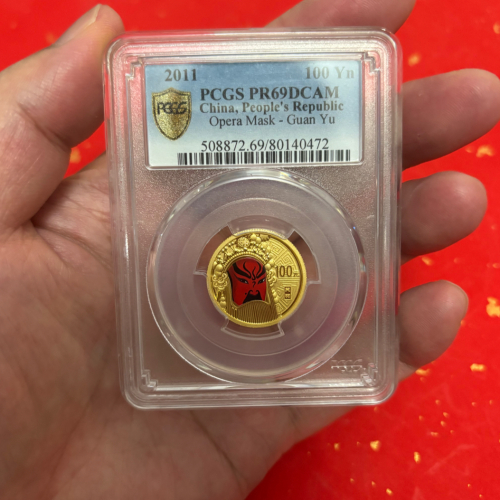 2011 100 Yn
PCGS PR69DCAM
China, People's Republic
Opera Mask - Guan Yu
508872.69/80140472
PCGS
100元